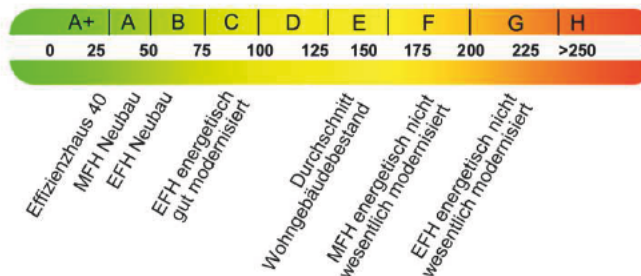 A+ A B C D E F G H
0 25 50 75 100 125 150 175 200 225 >250
Effizienzhaus 40
MFH Neubau
EFH Neubau
EFH energetisch
gut modernisiert
Durchschnitt
Wohngebäudebestand
MFH energetisch nicht
wesentlich modernisiert
EFH energetisch nicht
wesentlich modernisiert